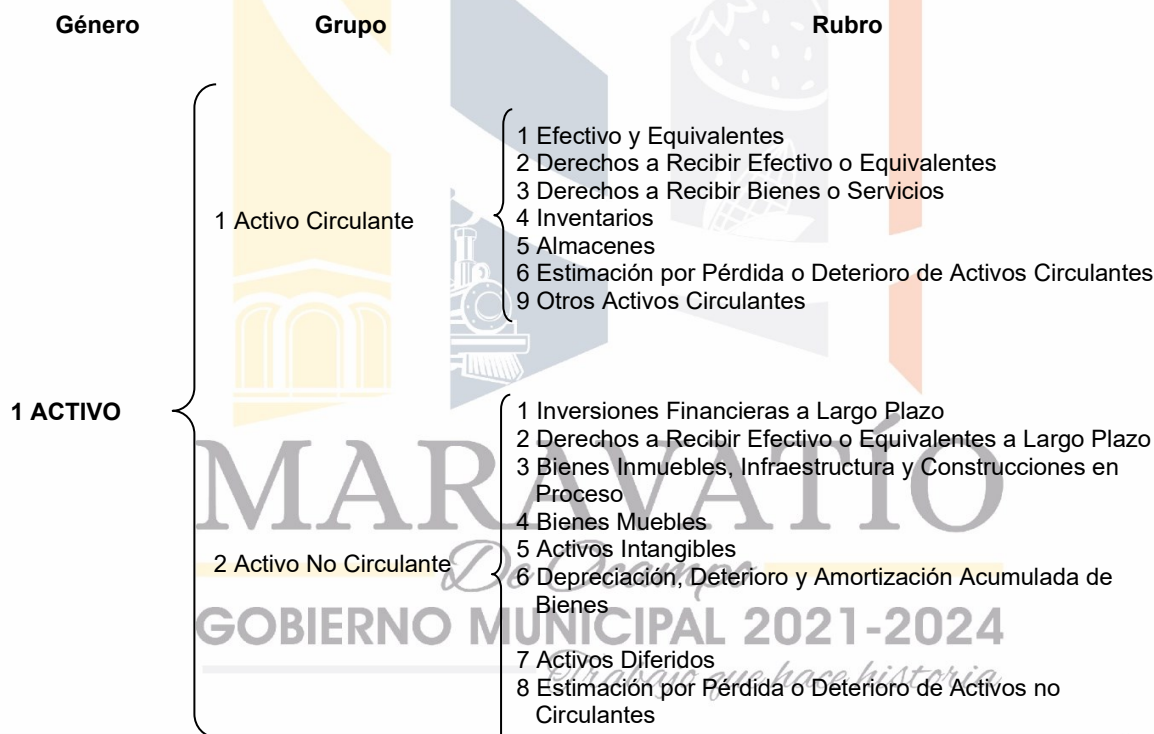 Género Grupo Rubro
1 Efectivo y Equivalentes
2 Derechos a Recibir Efectivo o Equivalentes
3 Derechos a Recibir Bienes o Servicios
1 Activo Circulante
4 Inventarios
5 Almacenes
6 Estimación por Pérdida o Deterioro de Activos Circulantes
9 Otros Activos Circulantes
1 ACTIVO
1 Inversiones Financieras a Largo Plazo
2 Derechos a Recibir Efectivo o Equivalentes a Largo Plazo
3 Bienes Inmuebles, Infraestructura y Construcciones en
Proceso
4 Bienes Muebles
5 Activos Intangibles
2 Activo No Circulante
6 Depreciación, Deterioro y Amortización Acumulada de
Bienes
7 Activos Diferidos
8 Estimación por Pérdida o Deterioro de Activos no
Circulantes
MARAVATÍO
De Ocampo
GOBIERNO MUNICIPAL 2021-2024
Trabajo que hace historia